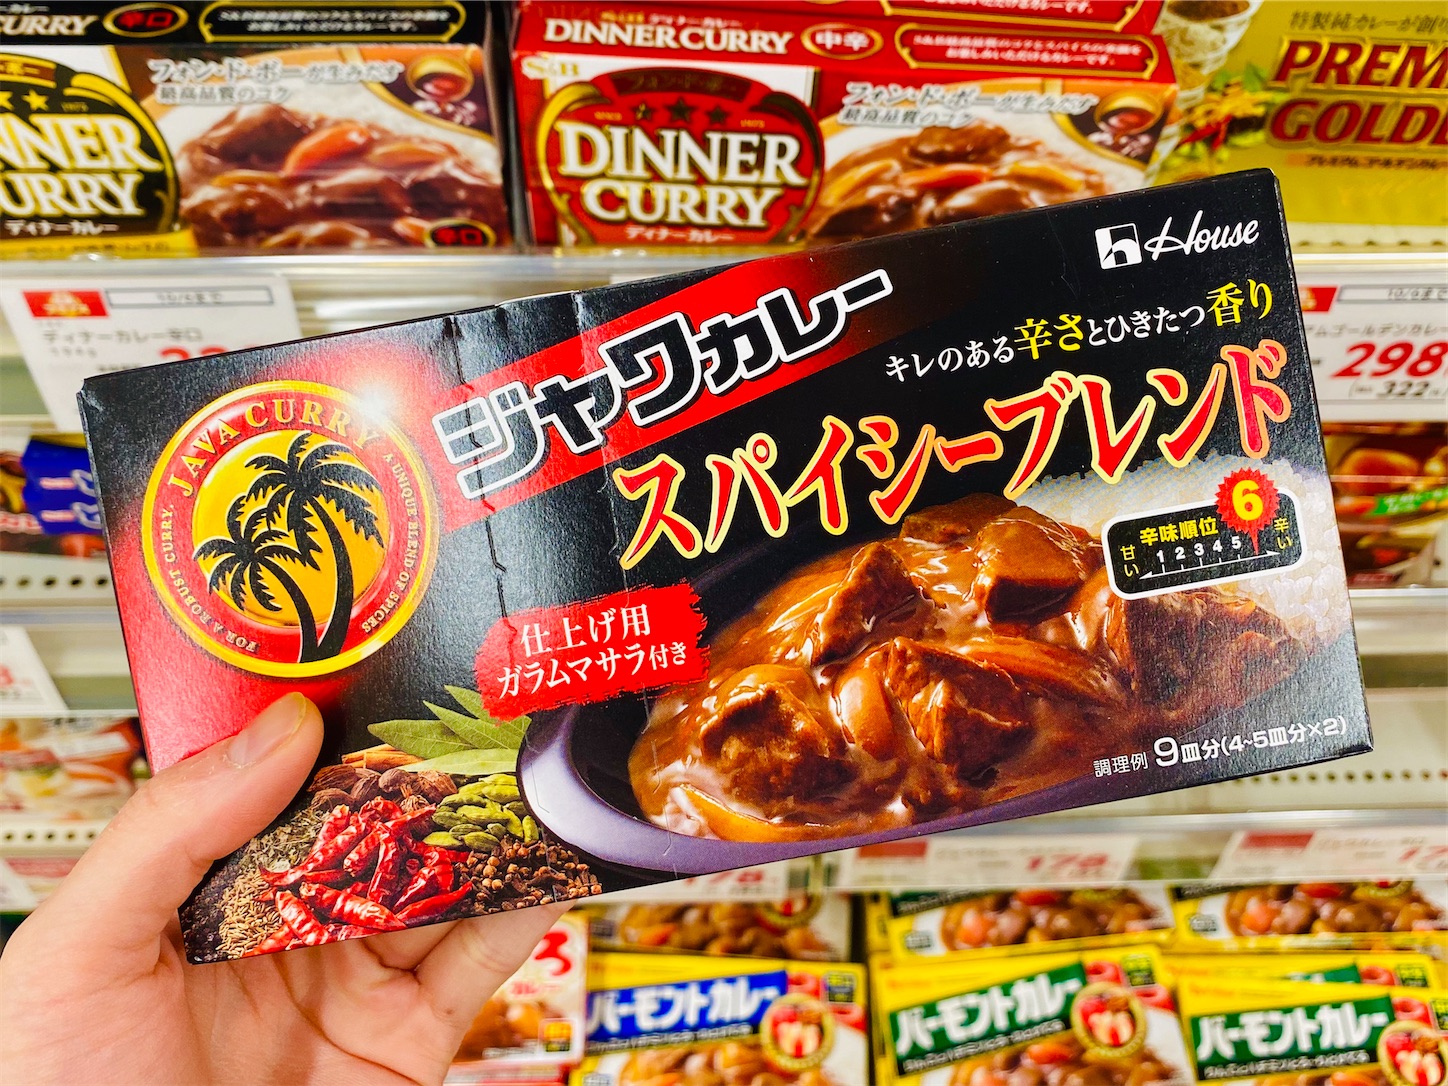 辛口
DINNER CURRY 中辛
S&B
フォン・ド・ボーが生みだす
最高品質のコク
DINNER
CURRY
ディナーカレー
辛口
フォン・ド・ボーが生みだす
最高品質のコク
DINNER
CURRY
ディナーカレー
ディナーカレー辛口
298
322
House
ジャワカレー
キレのある辛さとひきたつ香り
スパイシーブレンド
JAVA CURRY
FOR A ROBUST CURRY, A UNIQUE BLEND OF SPICES
辛味順位 6
甘い 1 2 3 4 5 辛い
仕上げ用
ガラムマサラ付き
調理例 9皿分(4~5皿分×2)
178
バーモントカレー
バーモントカレー
バーモントカレー